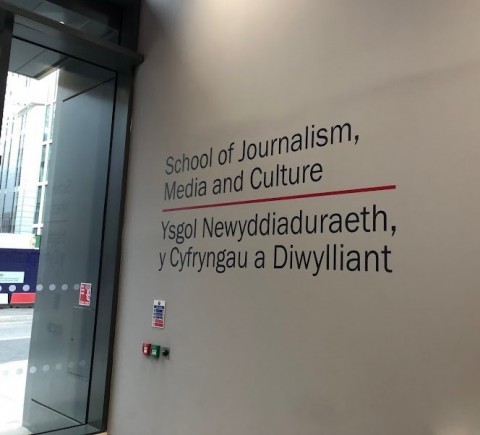 School of Journalism,
Media and Culture
Ysgol Newyddiaduraeth,
y Cyfryngau a Diwylliant